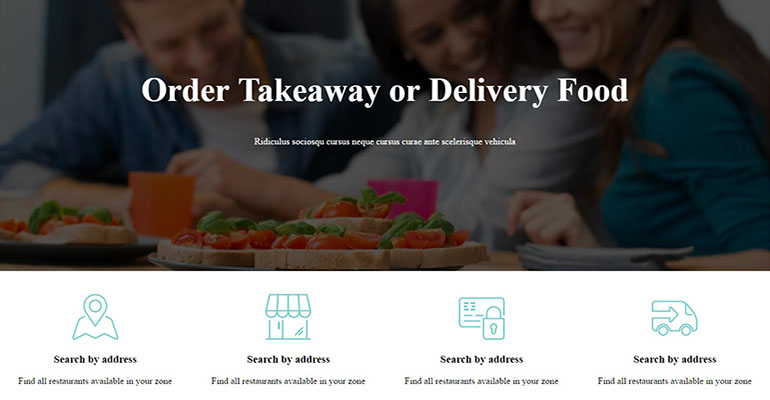 Order Takeaway or Delivery Food
Ridiculus sociosqu cursus neque cursus curae ante scelerisque vehicula
Search by address
Find all restaurants available in your zone
Search by address
Find all restaurants available in your zone
Search by address
Find all restaurants available in your zone
Search by address
Find all restaurants available in your zone